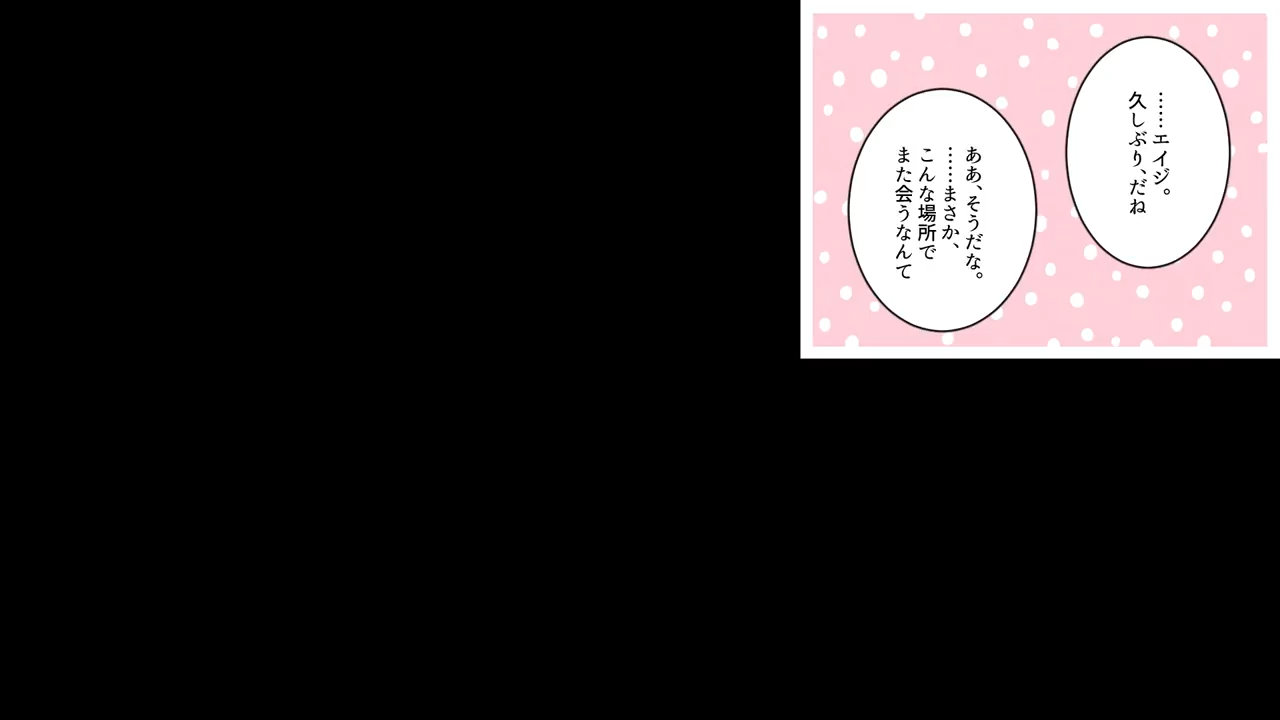 ……エイジ。
久しぶり、だね
ああ、そうだな。
……まさか、
こんな場所で
また会うなんて